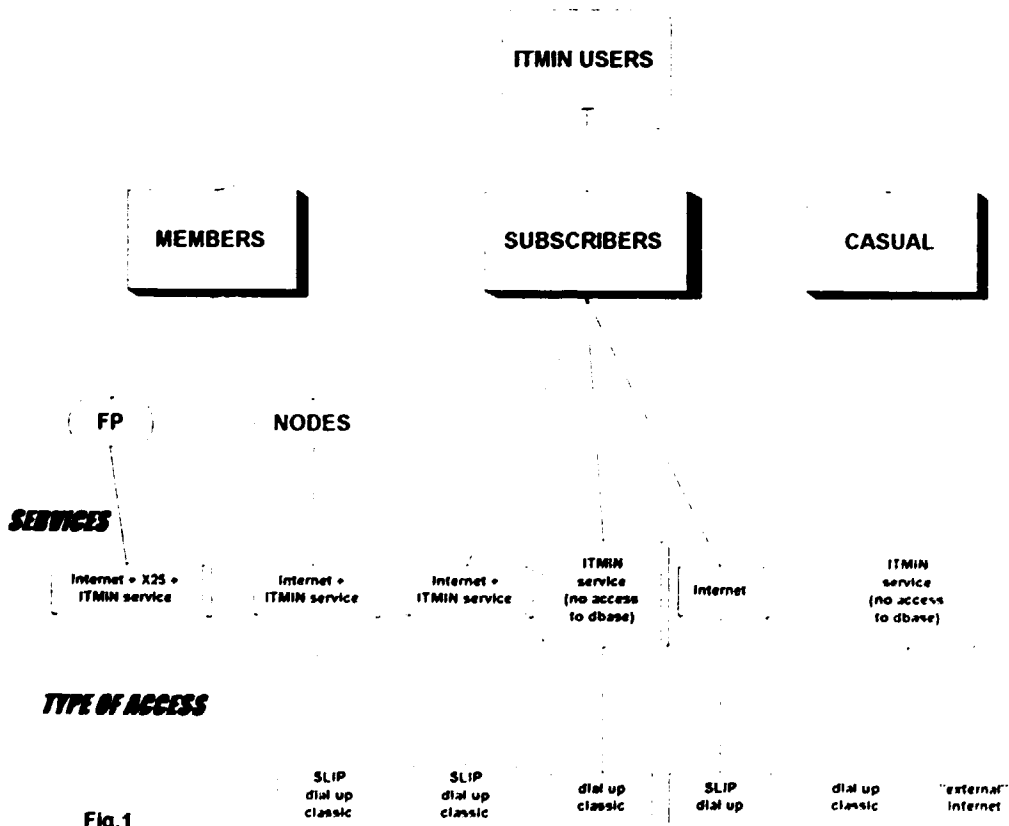 ITMIN USERS
MEMBERS
SUBSCRIBERS
CASUAL
FP
NODES
SERVICES
Internet + X25 +
ITMIN service
Internet +
ITMIN service
Internet +
ITMIN service
ITMIN
service
(no access
to dbase)
Internet
ITMIN
service
(no access
to dbase)
TYPE OF ACCESS
SLIP
dial up
classic
SLIP
dial up
classic
dial up
classic
SLIP
dial up
dial up
classic
"external"
Internet
Fig.1